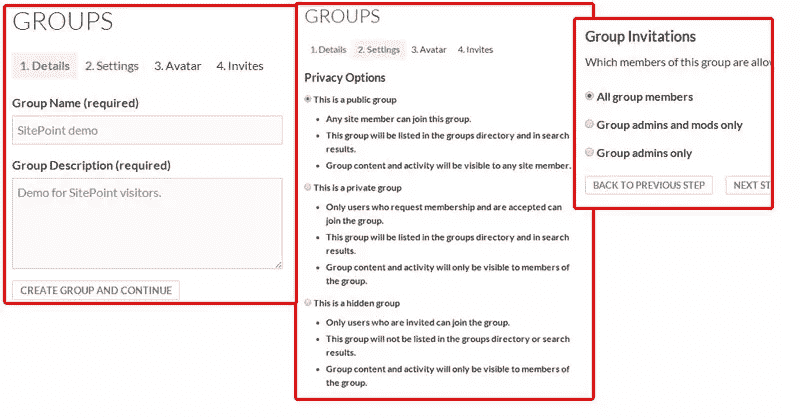 GROUPS
1. Details 2. Settings 3. Avatar 4. Invites
Group Name (required)
SitePoint demo
Group Description (required)
Demo for SitePoint visitors.
CREATE GROUP AND CONTINUE
GROUPS
1. Details 2. Settings 3. Avatar 4. Invites
Privacy Options
This is a public group
Any site member can join this group.
This group will be listed in the groups directory and in search
results.
Group content and activity will be visible to any site member.
This is a private group
Only users who request membership and are accepted can
join the group.
This group will be listed in the groups directory and in search
results.
Group content and activity will only be visible to members of
the group.
This is a hidden group
Only users who are invited can join the group.
This group will not be listed in the groups directory or search
results.
Group content and activity will only be visible to members of
the group.
Group Invitations
Which members of this group are allow
All group members
Group admins and mods only
Group admins only
BACK TO PREVIOUS STEP NEXT ST